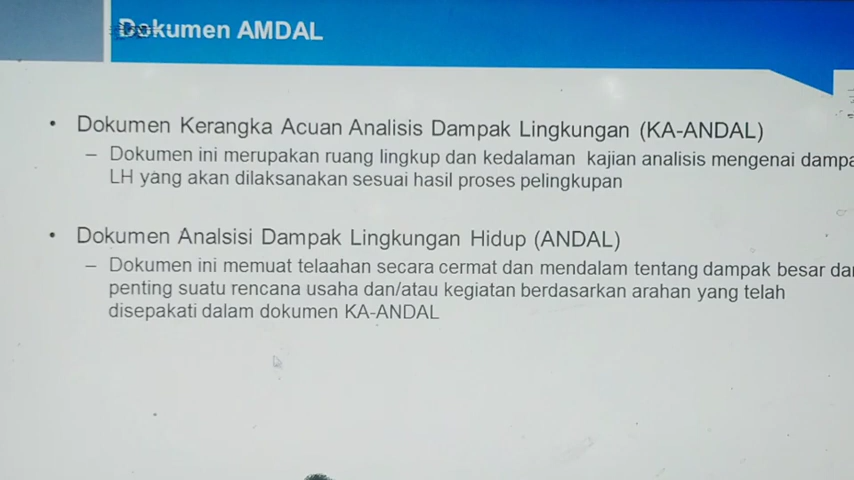 Dokumen AMDAL
• Dokumen Kerangka Acuan Analisis Dampak Lingkungan (KA-ANDAL)
– Dokumen ini merupakan ruang lingkup dan kedalaman kajian analisis mengenai dampa
LH yang akan dilaksanakan sesuai hasil proses pelingkupan
• Dokumen Analsisi Dampak Lingkungan Hidup (ANDAL)
– Dokumen ini memuat telaahan secara cermat dan mendalam tentang dampak besar dan
penting suatu rencana usaha dan/atau kegiatan berdasarkan arahan yang telah
disepakati dalam dokumen KA-ANDAL